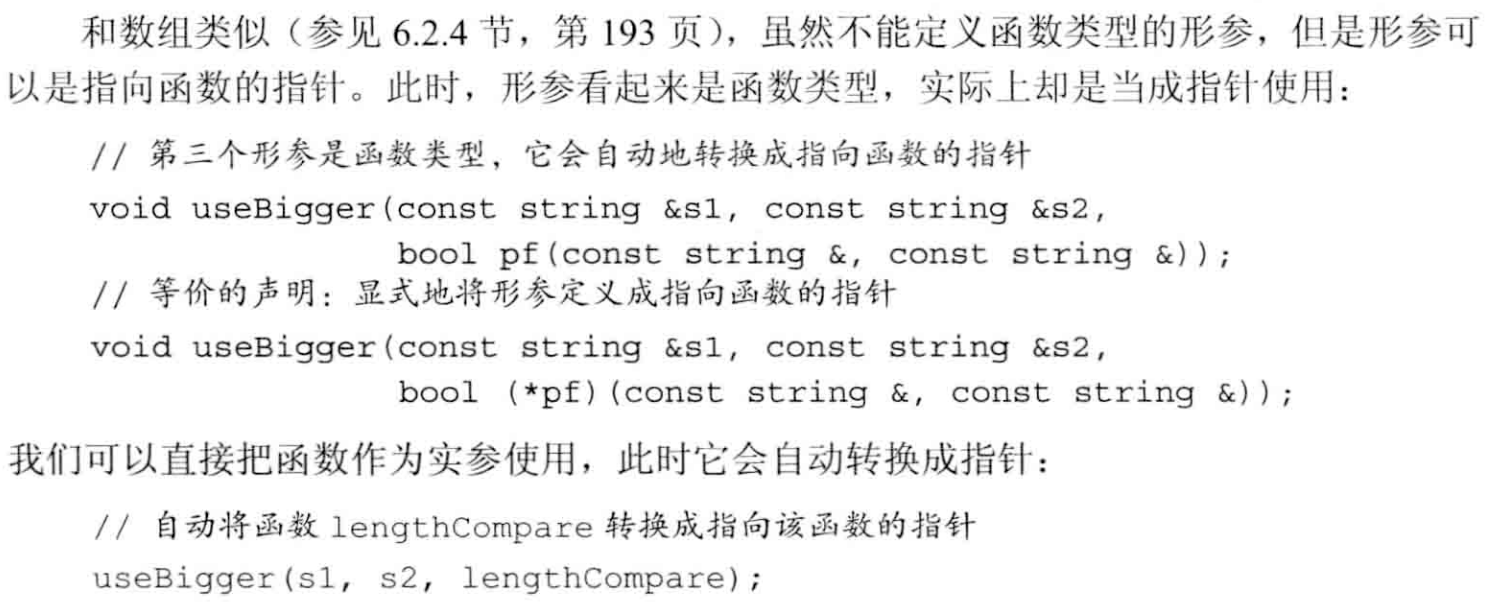 和数组类似（参见 6.2.4 节，第 193 页），虽然不能定义函数类型的形参，但是形参可
以是指向函数的指针。此时，形参看起来是函数类型，实际上却是当成指针使用：
// 第三个形参是函数类型，它会自动地转换成指向函数的指针
void useBigger(const string &s1, const string &s2,
               bool pf(const string &, const string &));
// 等价的声明：显式地将形参定义成指向函数的指针
void useBigger(const string &s1, const string &s2,
               bool (*pf)(const string &, const string &));
我们可以直接把函数作为实参使用，此时它会自动转换成指针：
// 自动将函数 lengthCompare 转换成指向该函数的指针
useBigger(s1, s2, lengthCompare);